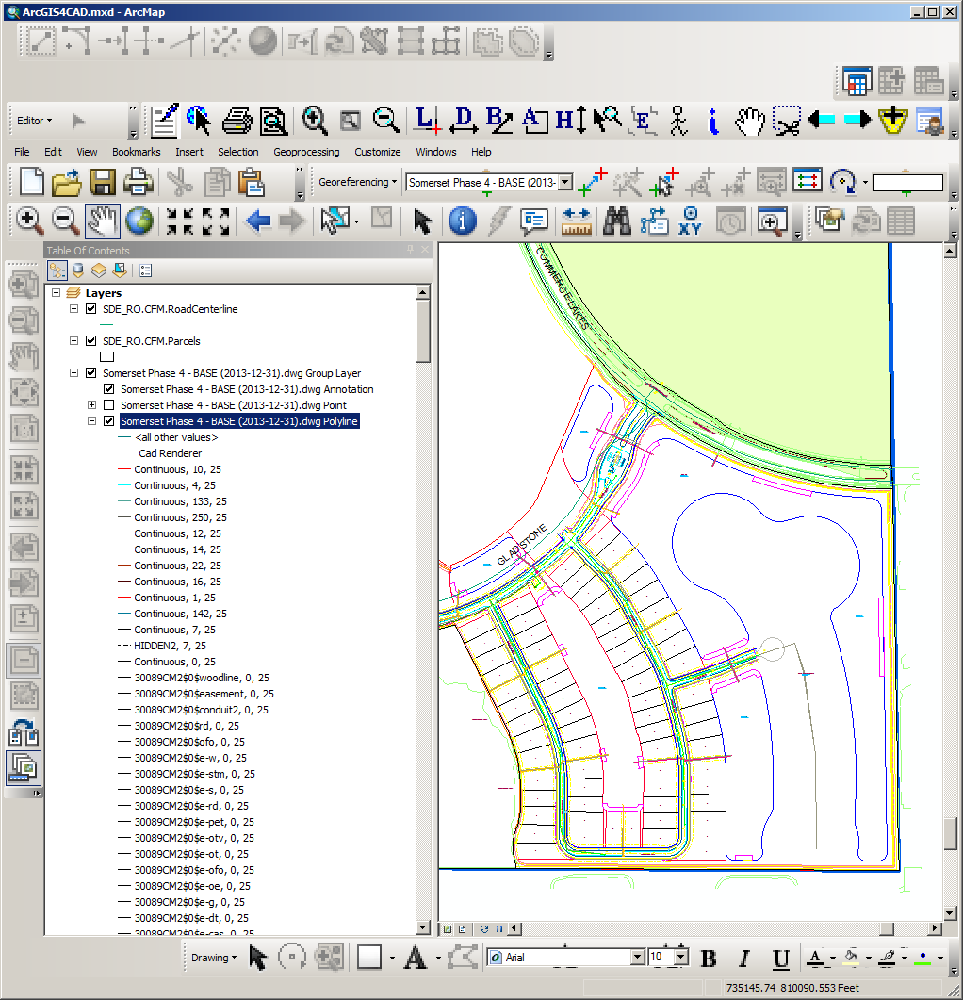 ArcGIS4CAD.mxd - ArcMap
Editor
L D B A H E
File Edit View Bookmarks Insert Selection Geoprocessing Customize Windows Help
Georeferencing Somerset Phase 4 - BASE (2013-
XY
Table Of Contents
Layers
SDE_RO.CFM.RoadCenterline
SDE_RO.CFM.Parcels
Somerset Phase 4 - BASE (2013-12-31).dwg Group Layer
Somerset Phase 4 - BASE (2013-12-31).dwg Annotation
Somerset Phase 4 - BASE (2013-12-31).dwg Point
Somerset Phase 4 - BASE (2013-12-31).dwg Polyline
<all other values>
Cad Renderer
Continuous, 10, 25
Continuous, 4, 25
Continuous, 133, 25
Continuous, 250, 25
Continuous, 12, 25
Continuous, 14, 25
Continuous, 22, 25
Continuous, 16, 25
Continuous, 1, 25
Continuous, 142, 25
Continuous, 7, 25
HIDDEN2, 7, 25
Continuous, 0, 25
30089CM2$0$woodline, 0, 25
30089CM2$0$easement, 0, 25
30089CM2$0$conduit2, 0, 25
30089CM2$0$rd, 0, 25
30089CM2$0$ofo, 0, 25
30089CM2$0$e-w, 0, 25
30089CM2$0$e-stm, 0, 25
30089CM2$0$e-s, 0, 25
30089CM2$0$e-rd, 0, 25
30089CM2$0$e-pet, 0, 25
30089CM2$0$e-otv, 0, 25
30089CM2$0$e-ot, 0, 25
30089CM2$0$e-ofo, 0, 25
30089CM2$0$e-oe, 0, 25
30089CM2$0$e-g, 0, 25
30089CM2$0$e-dt, 0, 25
30089CM2$0$e-cas, 0, 25
1:1
COMMERCE LAKES
GLADSTONE
Drawing A Arial 10 B I U A
735145.74 810090.553 Feet